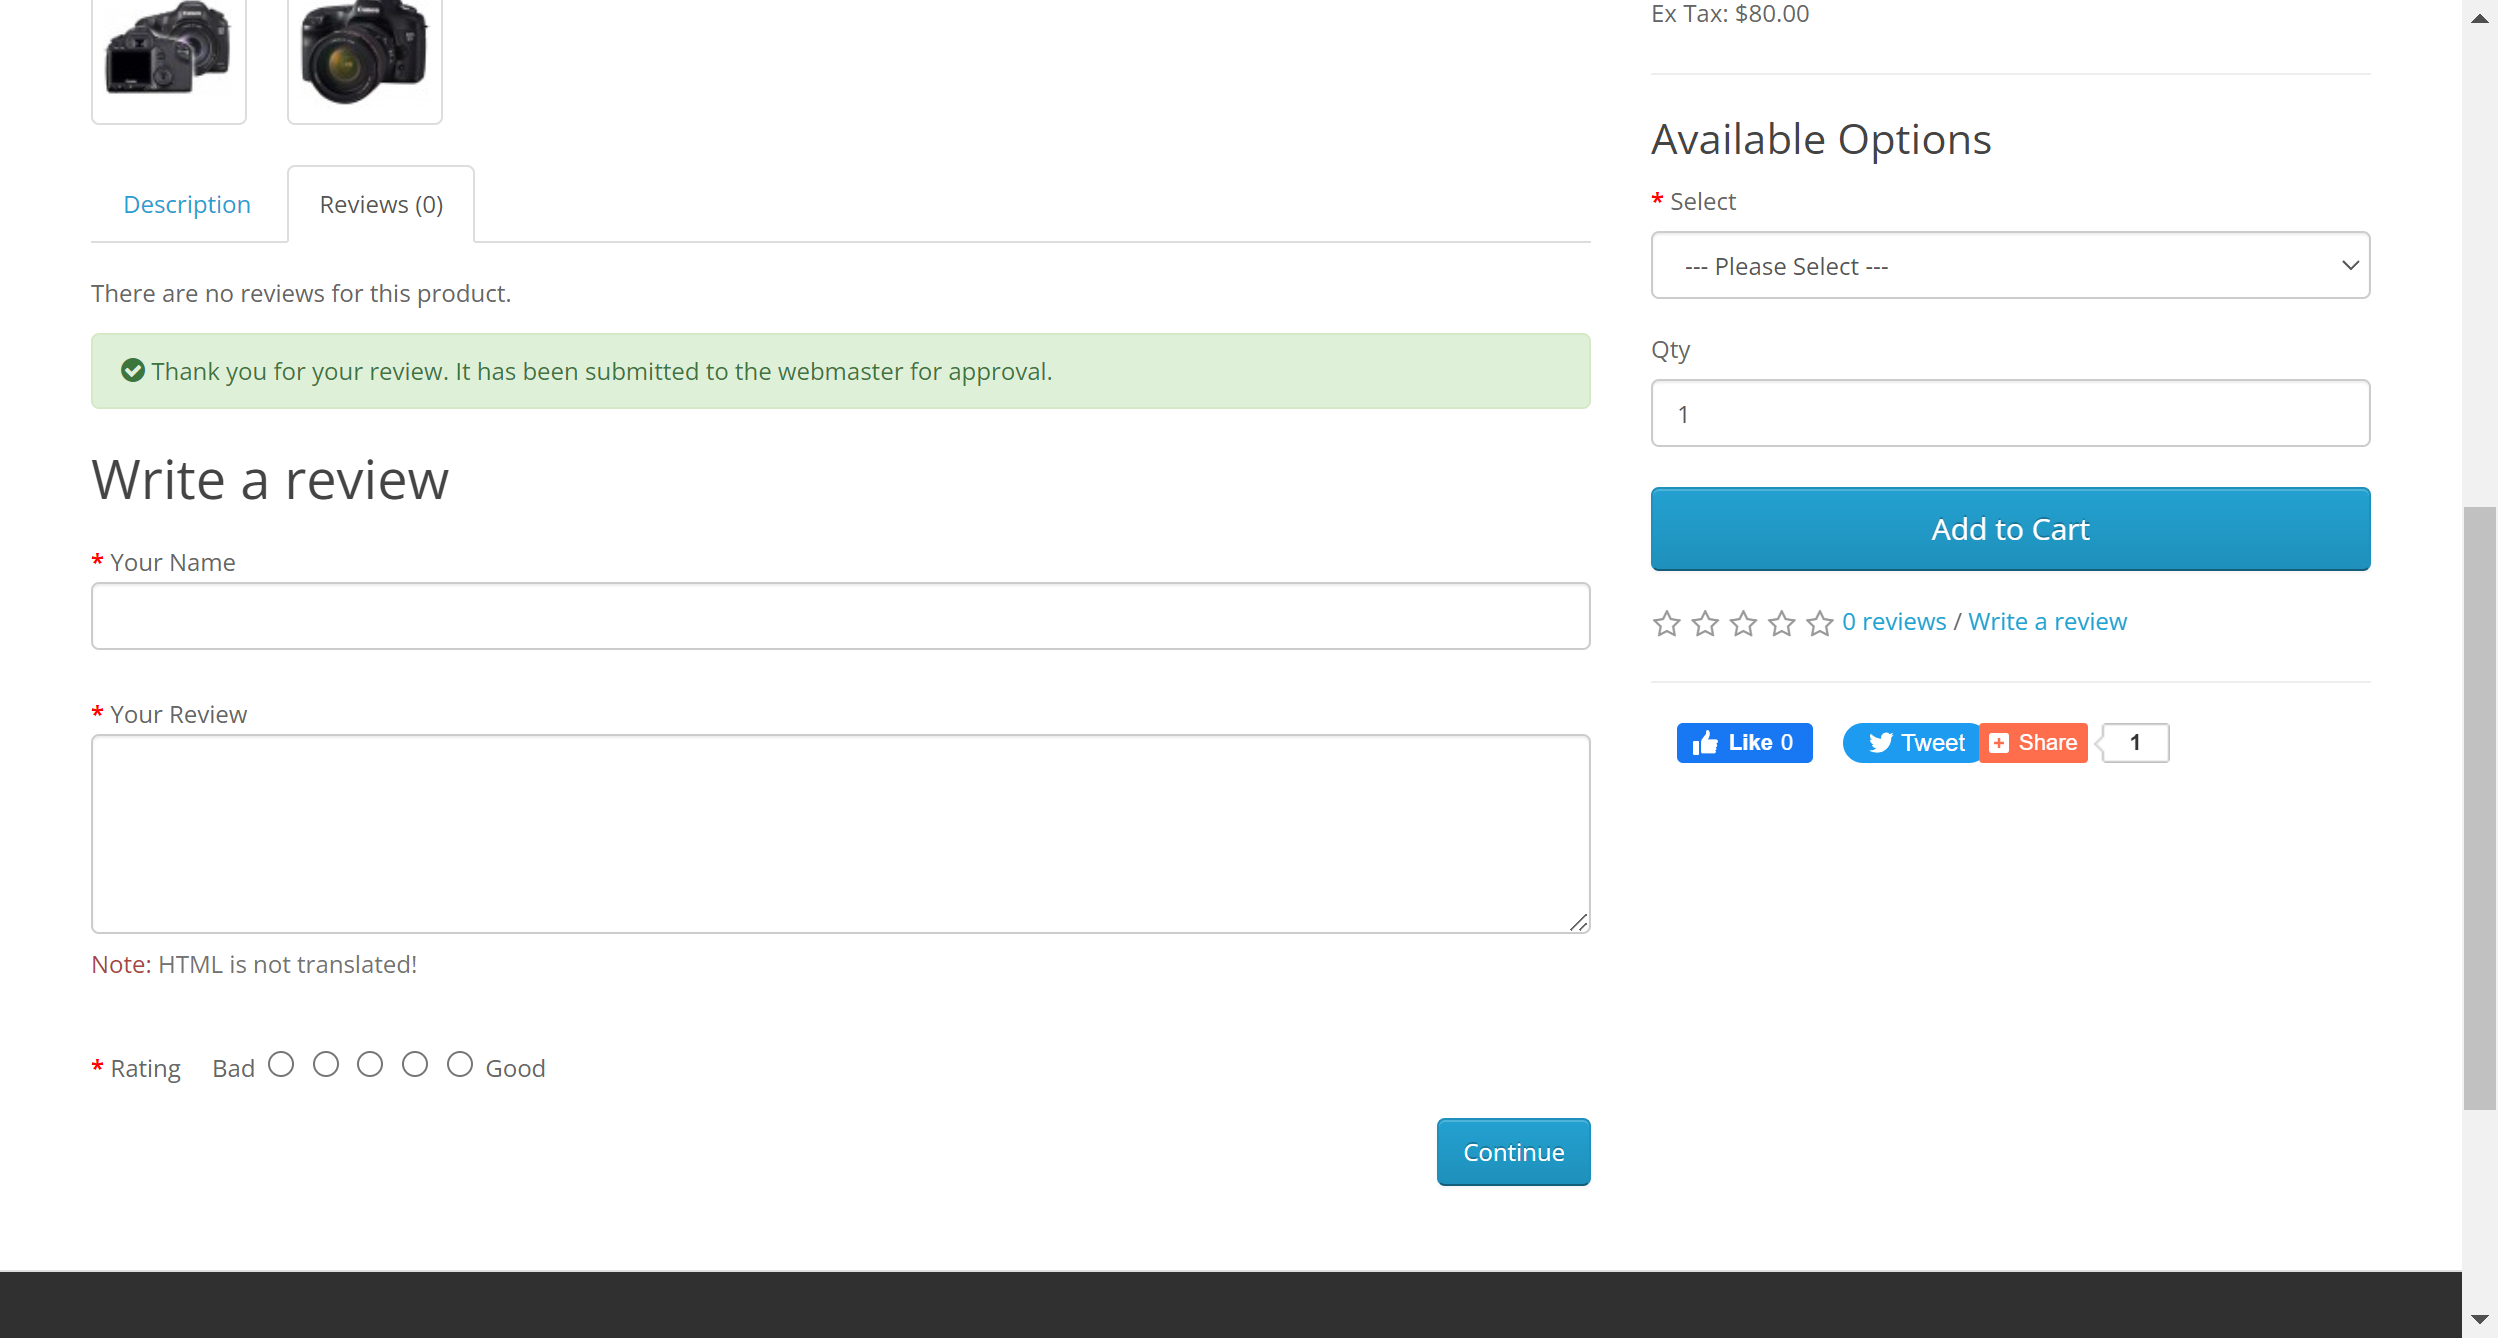 Description
Reviews (0)
There are no reviews for this product.
Thank you for your review. It has been submitted to the webmaster for approval.
Write a review
* Your Name
* Your Review
Note: HTML is not translated!
* Rating Bad Good
Continue
Ex Tax: $80.00
Available Options
* Select
--- Please Select ---
Qty
1
Add to Cart
0 reviews / Write a review
Like 0 Tweet Share 1